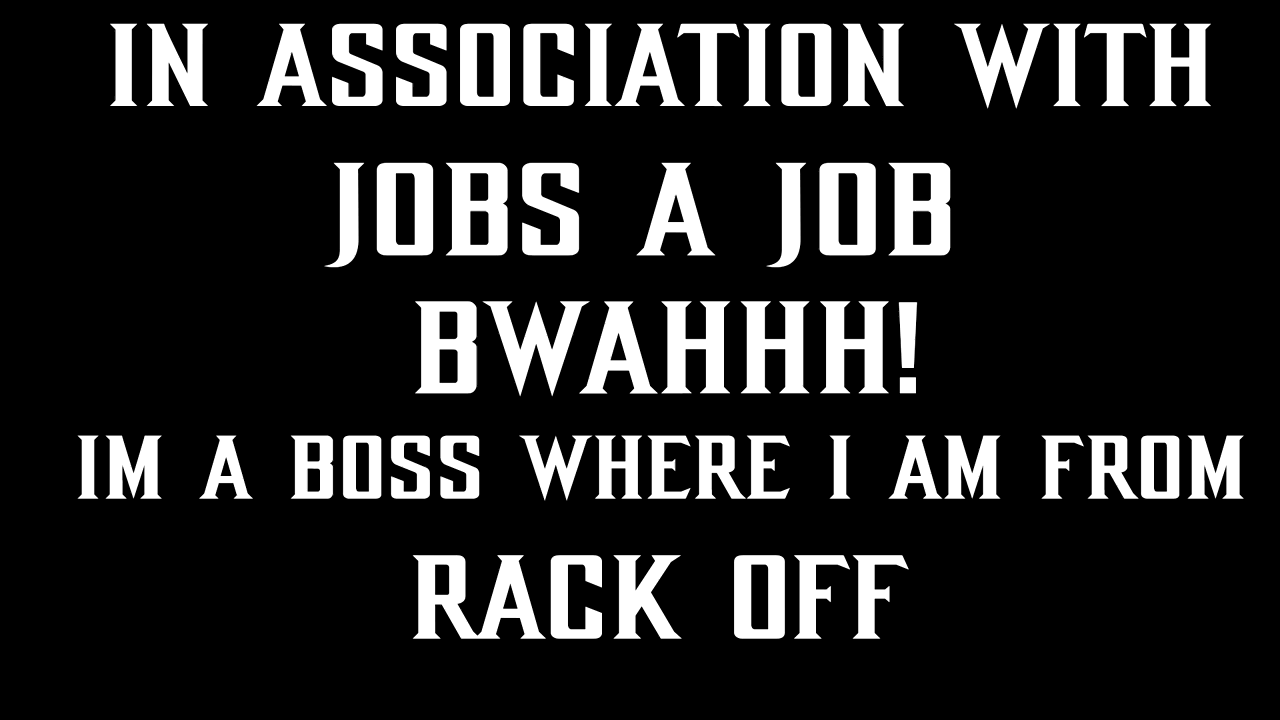 IN ASSOCIATION WITH
JOBS A JOB
BWAHHH!
IM A BOSS WHERE I AM FROM
RACK OFF